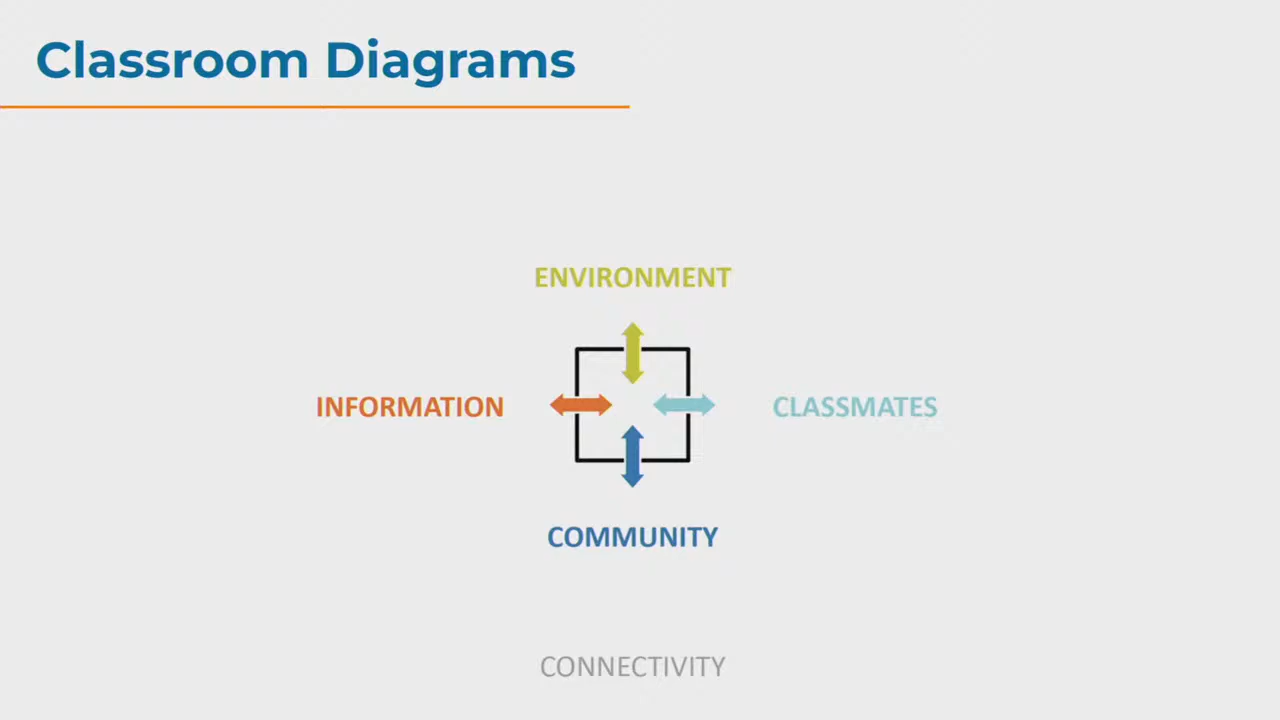 Classroom Diagrams
ENVIRONMENT
INFORMATION
CLASSMATES
COMMUNITY
CONNECTIVITY